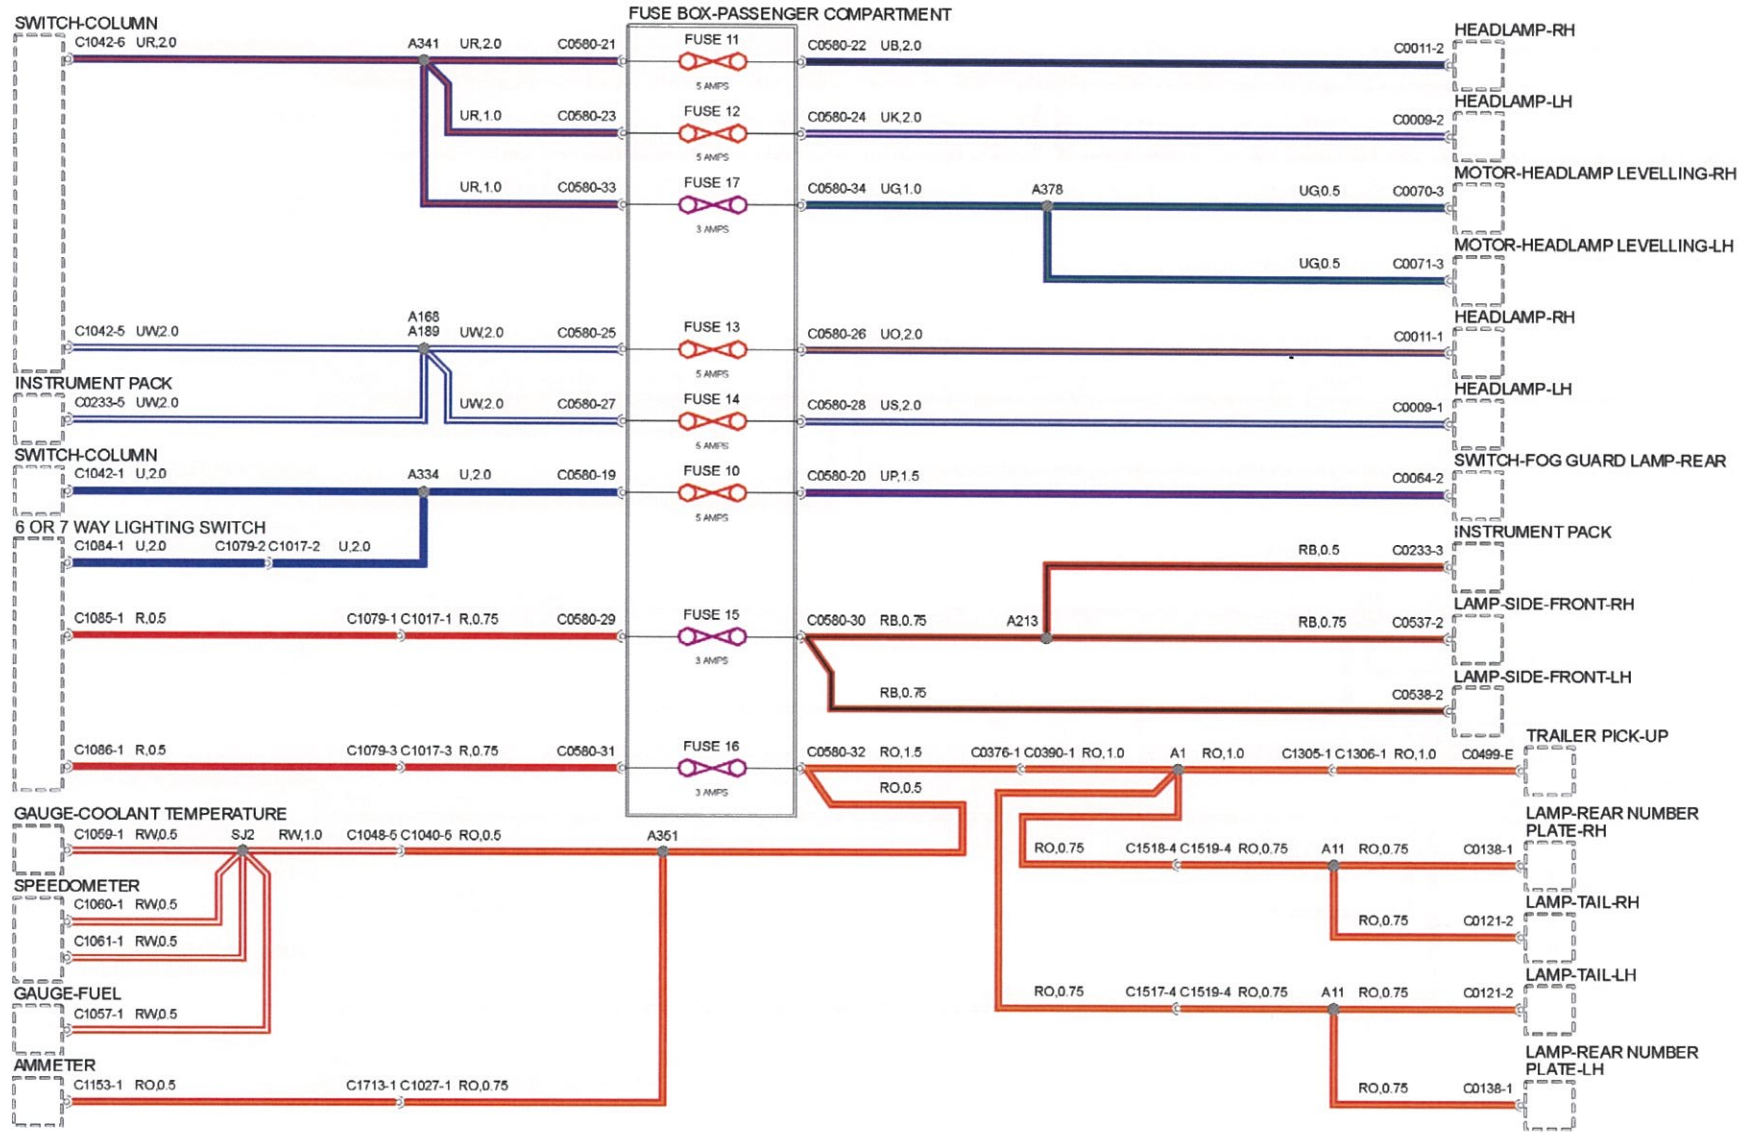 FUSE BOX-PASSENGER COMPARTMENT
SWITCH-COLUMN
C1042-6 UR,2.0
A341
UR,2.0
C0580-21
FUSE 11
5 AMPS
C0580-22 UB,2.0
C0011-2
HEADLAMP-RH
UR,1.0
C0580-23
FUSE 12
5 AMPS
C0580-24 UK,2.0
C0009-2
HEADLAMP-LH
UR,1.0
C0580-33
FUSE 17
3 AMPS
C0580-34 UG,1.0
A378
UG,0.5
C0070-3
MOTOR-HEADLAMP LEVELLING-RH
UG,0.5
C0071-3
MOTOR-HEADLAMP LEVELLING-LH
C1042-5 UW,2.0
A168
A189
UW,2.0
C0580-25
FUSE 13
5 AMPS
C0580-26 UO,2.0
C0011-1
HEADLAMP-RH
INSTRUMENT PACK
C0233-5 UW,2.0
UW,2.0
C0580-27
FUSE 14
5 AMPS
C0580-28 US,2.0
C0009-1
HEADLAMP-LH
SWITCH-COLUMN
C1042-1 U,2.0
A334
U,2.0
C0580-19
FUSE 10
5 AMPS
C0580-20 UP,1.5
C0064-2
SWITCH-FOG GUARD LAMP-REAR
6 OR 7 WAY LIGHTING SWITCH
C1084-1 U,2.0
C1079-2 C1017-2 U,2.0
RB,0.5
C0233-3
INSTRUMENT PACK
C1085-1 R,0.5
C1079-1 C1017-1 R,0.75
C0580-29
FUSE 15
3 AMPS
C0580-30 RB,0.75
A213
RB,0.75
C0537-2
LAMP-SIDE-FRONT-RH
RB,0.75
C0538-2
LAMP-SIDE-FRONT-LH
C1086-1 R,0.5
C1079-3 C1017-3 R,0.75
C0580-31
FUSE 16
3 AMPS
C0580-32 RO,1.5
C0376-1 C0390-1 RO,1.0
A1
RO,1.0
C1305-1 C1306-1 RO,1.0
C0499-E
TRAILER PICK-UP
RO,0.5
GAUGE-COOLANT TEMPERATURE
C1059-1 RW,0.5
SJ2
RW,1.0
C1048-5 C1040-5 RO,0.5
A351
RO,0.75
C1518-4 C1519-4 RO,0.75
A11
RO,0.75
C0138-1
LAMP-REAR NUMBER
PLATE-RH
SPEEDOMETER
C1060-1 RW,0.5
C1061-1 RW,0.5
RO,0.75
C0121-2
LAMP-TAIL-RH
GAUGE-FUEL
C1057-1 RW,0.5
RO,0.75
C1517-4 C1519-4 RO,0.75
A11
RO,0.75
C0121-2
LAMP-TAIL-LH
AMMETER
C1153-1 RO,0.5
C1713-1 C1027-1 RO,0.75
RO,0.75
C0138-1
LAMP-REAR NUMBER
PLATE-LH